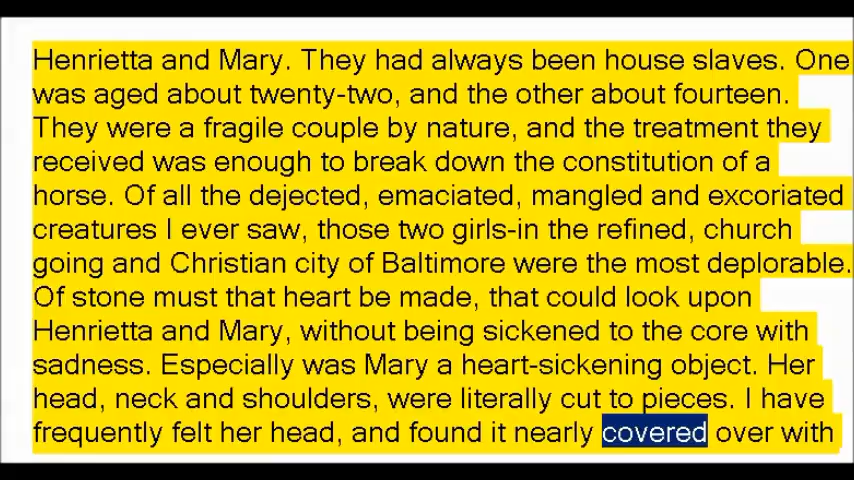 Henrietta and Mary. They had always been house slaves. One
was aged about twenty-two, and the other about fourteen.
They were a fragile couple by nature, and the treatment they
received was enough to break down the constitution of a
horse. Of all the dejected, emaciated, mangled and excoriated
creatures I ever saw, those two girls-in the refined, church
going and Christian city of Baltimore were the most deplorable.
Of stone must that heart be made, that could look upon
Henrietta and Mary, without being sickened to the core with
sadness. Especially was Mary a heart-sickening object. Her
head, neck and shoulders, were literally cut to pieces. I have
frequently felt her head, and found it nearly covered over with